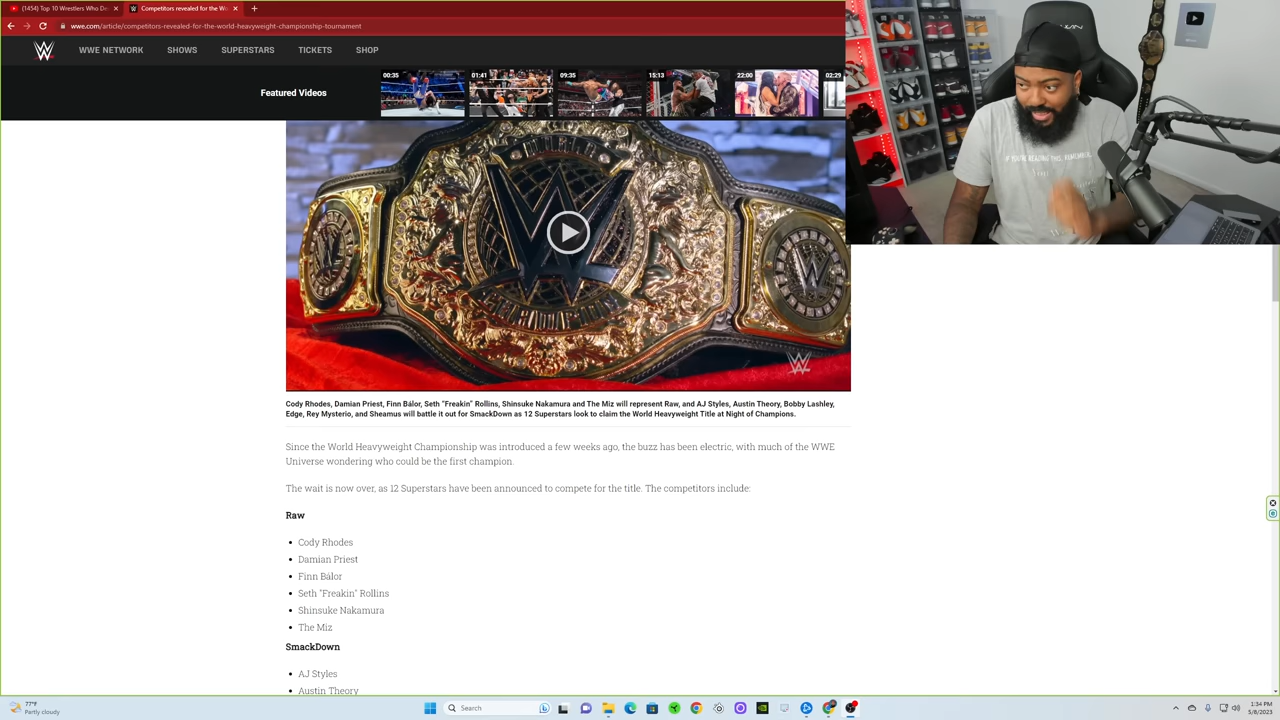 (1454) Top 10 Wrestlers Who De
Competitors revealed for the Wo
wwe.com/article/competitors-revealed-for-the-world-heavyweight-championship-tournament
WWE NETWORK SHOWS SUPERSTARS TICKETS SHOP
Featured Videos
00:35 01:41 09:35 15:13 22:00 02:29
IF YOU'RE READING THIS, REMEMBER,
Cody Rhodes, Damian Priest, Finn Bálor, Seth "Freakin" Rollins, Shinsuke Nakamura and The Miz will represent Raw, and AJ Styles, Austin Theory, Bobby Lashley,
Edge, Rey Mysterio, and Sheamus will battle it out for SmackDown as 12 Superstars look to claim the World Heavyweight Title at Night of Champions.
Since the World Heavyweight Championship was introduced a few weeks ago, the buzz has been electric, with much of the WWE
Universe wondering who could be the first champion.
The wait is now over, as 12 Superstars have been announced to compete for the title. The competitors include:
Raw
Cody Rhodes
Damian Priest
Finn Bálor
Seth "Freakin" Rollins
Shinsuke Nakamura
The Miz
SmackDown
AJ Styles
Austin Theory
77°F
Partly cloudy
Search
1:34 PM
5/8/2023